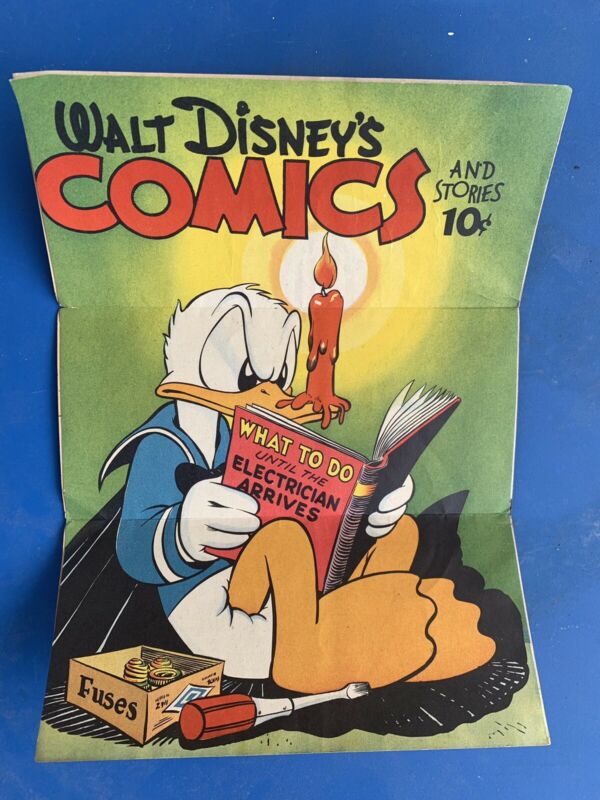 WALT DISNEY'S
COMICS
AND
STORIES
10¢
WHAT TO DO
UNTIL THE
ELECTRICIAN
ARRIVES
Fuses